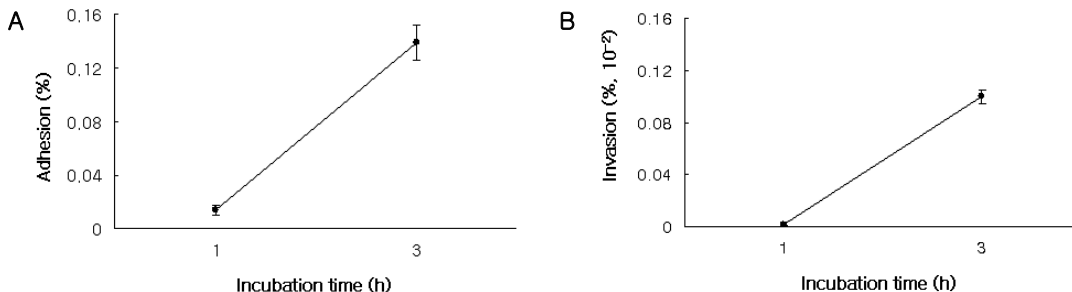 A
Adhesion (%)
0.16
0.12
0.08
0.04
0
1
3
Incubation time (h)
B
Invasion (%, 10⁻²)
0.16
0.12
0.08
0.04
0
1
3
Incubation time (h)